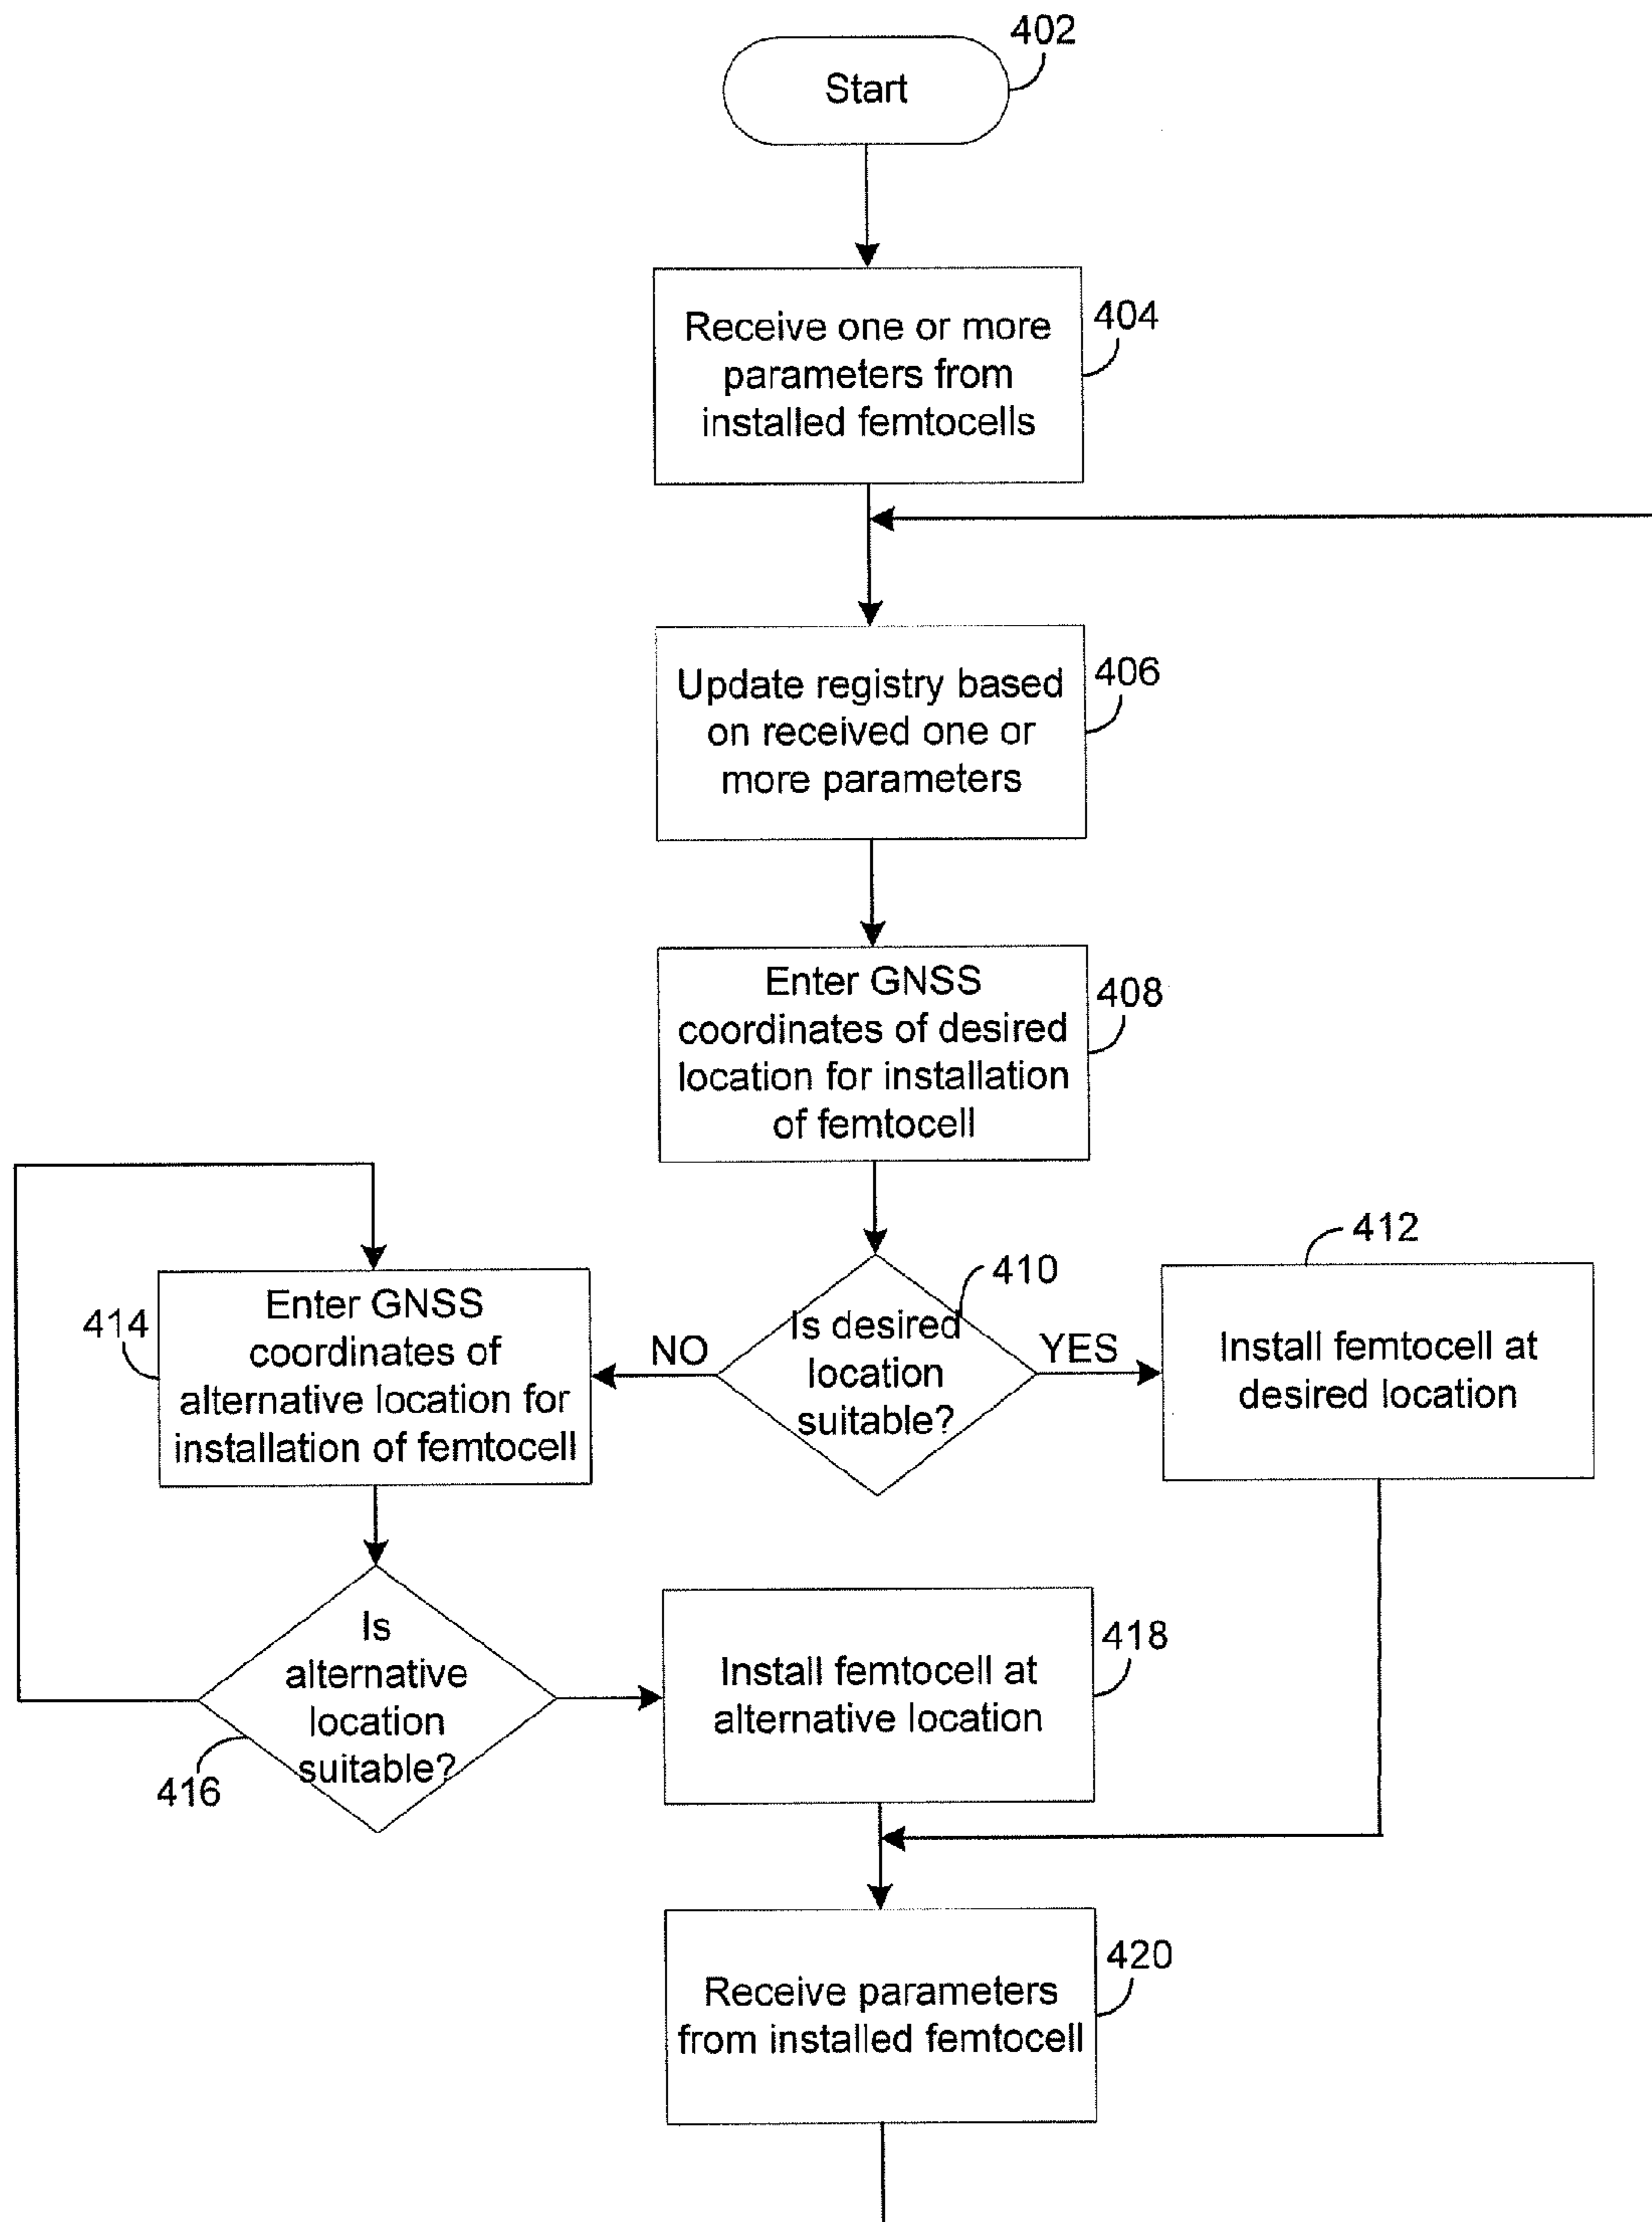 402
Start
404
Receive one or more
parameters from
installed femtocells
406
Update registry based
on received one or
more parameters
408
Enter GNSS
coordinates of desired
location for installation
of femtocell
410
Is desired
location
suitable?
NO
YES
412
Install femtocell at
desired location
414
Enter GNSS
coordinates of
alternative location for
installation of femtocell
416
Is
alternative
location
suitable?
418
Install femtocell at
alternative location
420
Receive parameters
from installed femtocell